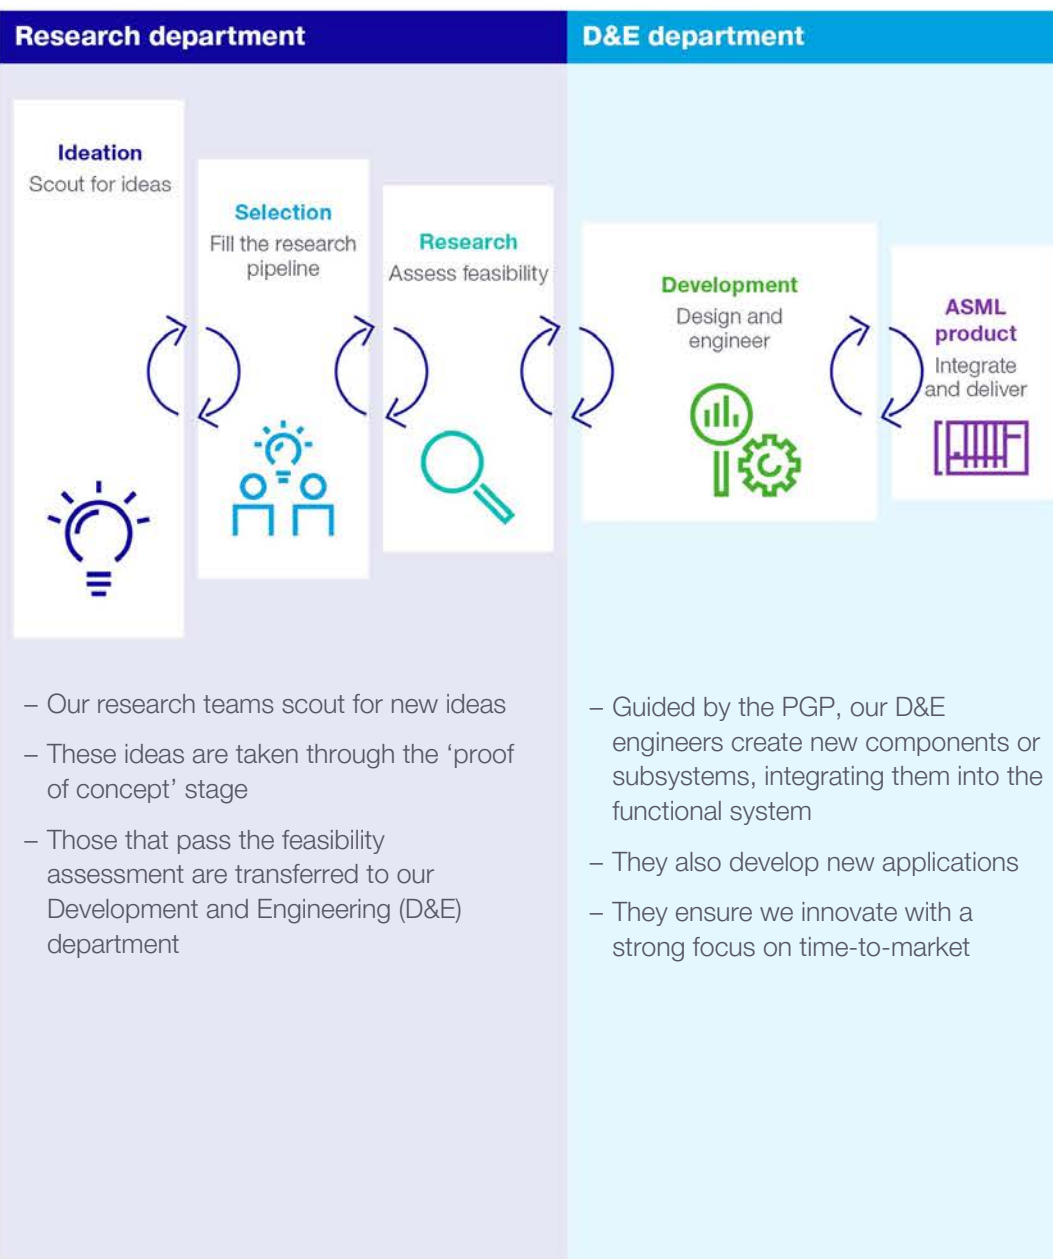 Research department
D&E department
Ideation
Scout for ideas
Selection
Fill the research
pipeline
Research
Assess feasibility
Development
Design and
engineer
ASML
product
Integrate
and deliver
– Our research teams scout for new ideas
– These ideas are taken through the ‘proof
of concept’ stage
– Those that pass the feasibility
assessment are transferred to our
Development and Engineering (D&E)
department
– Guided by the PGP, our D&E
engineers create new components or
subsystems, integrating them into the
functional system
– They also develop new applications
– They ensure we innovate with a
strong focus on time-to-market